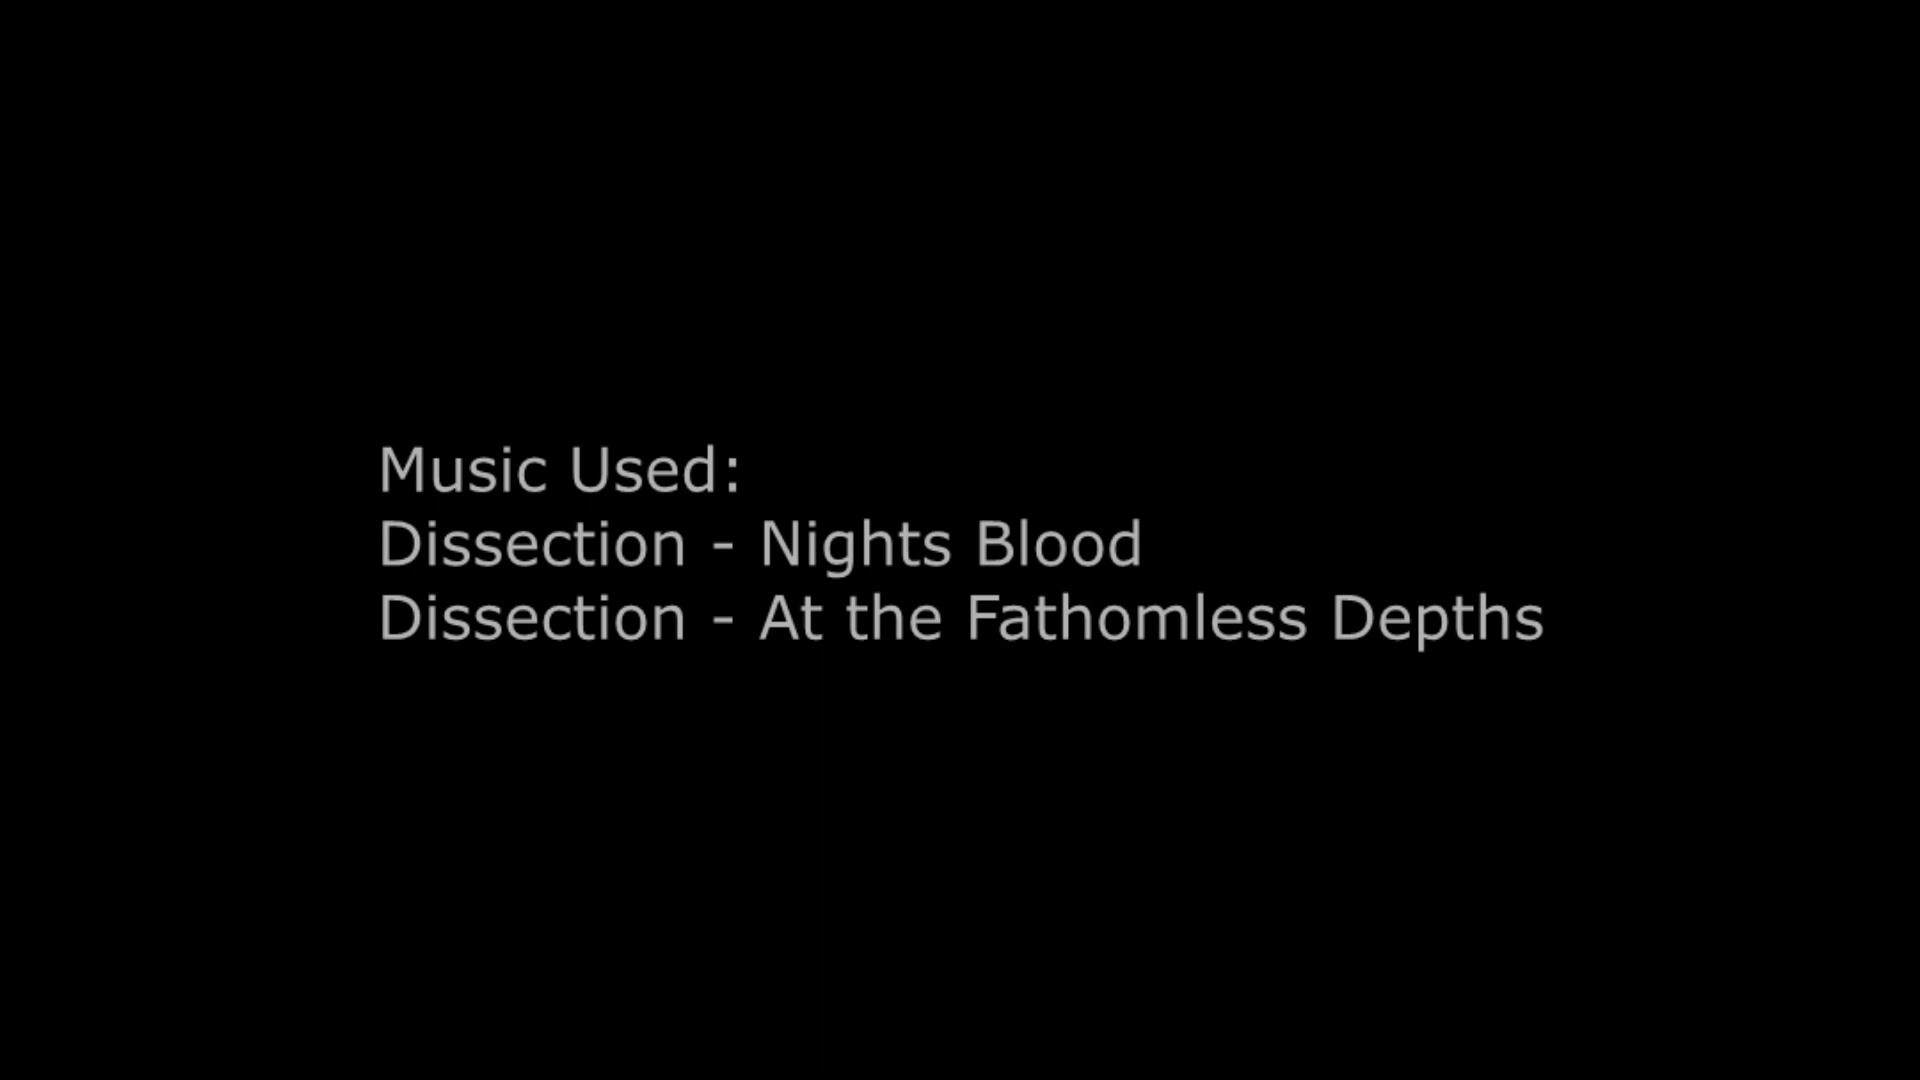 Music Used:
Dissection - Nights Blood
Dissection - At the Fathomless Depths